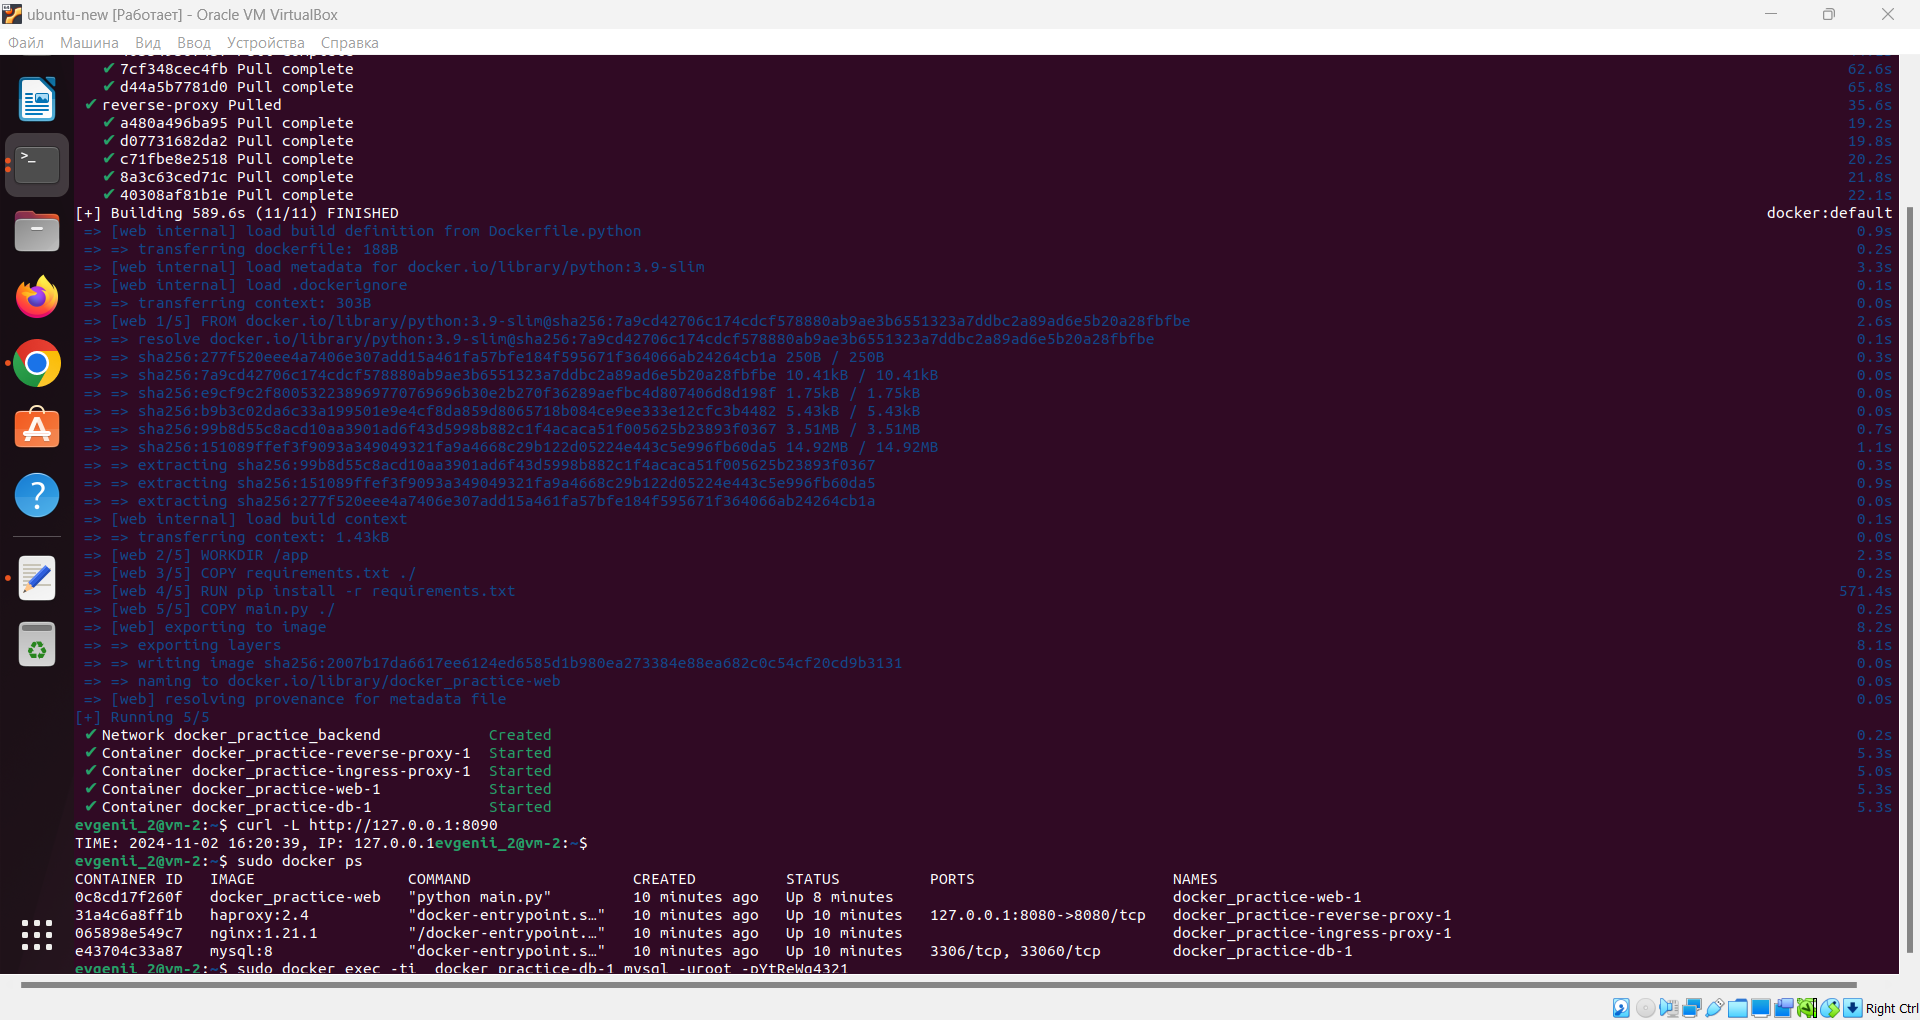 ubuntu-new [Работает] - Oracle VM VirtualBox
Файл Машина Вид Ввод Устройства Справка
✔ 7cf348cec4fb Pull complete 62.6s
✔ d44a5b7781d0 Pull complete 65.8s
✔ reverse-proxy Pulled 35.6s
✔ a480a496ba95 Pull complete 19.2s
✔ d07731682da2 Pull complete 19.8s
✔ c71fbe8e2518 Pull complete 20.2s
✔ 8a3c63ced71c Pull complete 21.8s
✔ 40308af81b1e Pull complete 22.1s
[+] Building 589.6s (11/11) FINISHED docker:default
=> [web internal] load build definition from Dockerfile.python 0.9s
=> => transferring dockerfile: 188B 0.2s
=> [web internal] load metadata for docker.io/library/python:3.9-slim 3.3s
=> [web internal] load .dockerignore 0.1s
=> => transferring context: 303B 0.0s
=> [web 1/5] FROM docker.io/library/python:3.9-slim@sha256:7a9cd42706c174cdcf578880ab9ae3b6551323a7ddbc2a89ad6e5b20a28fbfbe 2.6s
=> => resolve docker.io/library/python:3.9-slim@sha256:7a9cd42706c174cdcf578880ab9ae3b6551323a7ddbc2a89ad6e5b20a28fbfbe 0.1s
=> => sha256:277f520eee4a7406e307add15a461fa57bfe184f595671f364066ab24264cb1a 250B / 250B 0.3s
=> => sha256:7a9cd42706c174cdcf578880ab9ae3b6551323a7ddbc2a89ad6e5b20a28fbfbe 10.41kB / 10.41kB 0.0s
=> => sha256:e9cf9c2f8005322389697707​69696b30e2b270f36289aefbc4d807406d8d198f 1.75kB / 1.75kB 0.0s
=> => sha256:b9b3c02da6c33a199501e9e4cf8da859d8065718b084ce9ee333e12cfc3b4482 5.43kB / 5.43kB 0.0s
=> => sha256:99b8d55c8acd10aa3901ad6f43d5998b882c1f4acaca51f005625b23893f0367 3.51MB / 3.51MB 0.7s
=> => sha256:151089ffef3f9093a349049321fa9a4668c29b122d05224e443c5e996fb60da5 14.92MB / 14.92MB 1.1s
=> => extracting sha256:99b8d55c8acd10aa3901ad6f43d5998b882c1f4acaca51f005625b23893f0367 0.3s
=> => extracting sha256:151089ffef3f9093a349049321fa9a4668c29b122d05224e443c5e996fb60da5 0.9s
=> => extracting sha256:277f520eee4a7406e307add15a461fa57bfe184f595671f364066ab24264cb1a 0.0s
=> [web internal] load build context 0.1s
=> => transferring context: 1.43kB 0.0s
=> [web 2/5] WORKDIR /app 2.3s
=> [web 3/5] COPY requirements.txt ./ 0.2s
=> [web 4/5] RUN pip install -r requirements.txt 571.4s
=> [web 5/5] COPY main.py ./ 0.2s
=> [web] exporting to image 8.2s
=> => exporting layers 8.1s
=> => writing image sha256:2007b17da6617ee6124ed6585d1b980ea273384e88ea682c0c54cf20cd9b3131 0.0s
=> => naming to docker.io/library/docker_practice-web 0.0s
=> [web] resolving provenance for metadata file 0.0s
[+] Running 5/5
✔ Network docker_practice_backend Created 0.2s
✔ Container docker_practice-reverse-proxy-1 Started 5.3s
✔ Container docker_practice-ingress-proxy-1 Started 5.0s
✔ Container docker_practice-web-1 Started 5.3s
✔ Container docker_practice-db-1 Started 5.3s
evgenii_2@vm-2:~$ curl -L http://127.0.0.1:8090
TIME: 2024-11-02 16:20:39, IP: 127.0.0.1evgenii_2@vm-2:~$
evgenii_2@vm-2:~$ sudo docker ps
CONTAINER ID IMAGE COMMAND CREATED STATUS PORTS NAMES
0c8cd17f260f docker_practice-web "python main.py" 10 minutes ago Up 8 minutes docker_practice-web-1
31a4c6a8ff1b haproxy:2.4 "docker-entrypoint.s…" 10 minutes ago Up 10 minutes 127.0.0.1:8080->8080/tcp docker_practice-reverse-proxy-1
065898e549c7 nginx:1.21.1 "/docker-entrypoint.…" 10 minutes ago Up 10 minutes docker_practice-ingress-proxy-1
e43704c33a87 mysql:8 "docker-entrypoint.s…" 10 minutes ago Up 10 minutes 3306/tcp, 33060/tcp docker_practice-db-1
evgenii_2@vm-2:~$ sudo docker exec -ti docker_practice-db-1 mysql -uroot -pYtReWq4321
Right Ctrl